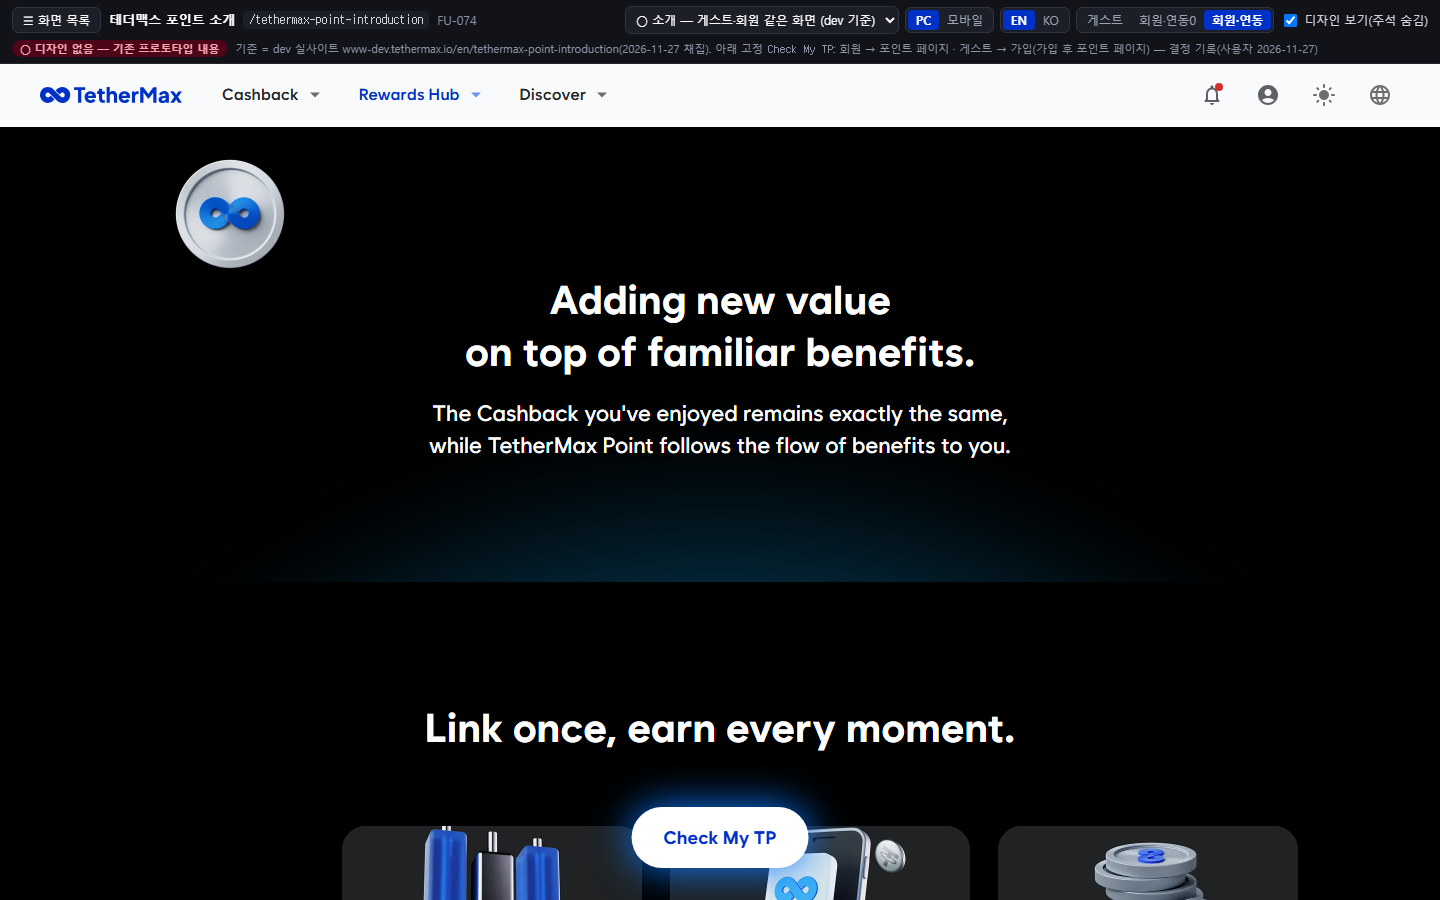 ☰ 화면 목록 테더맥스 포인트 소개 /tethermax-point-introduction FU-074 ○ 소개 — 게스트·회원 같은 화면 (dev 기준) PC 모바일 EN KO 게스트 회원·연동0 회원·연동 디자인 보기(주석 숨김)
○ 디자인 없음 — 기존 프로토타입 내용 기준 = dev 실사이트 www-dev.tethermax.io/en/tethermax-point-introduction(2026-11-27 채집). 아래 고정 Check My TP: 회원 → 포인트 페이지 · 게스트 → 가입(가입 후 포인트 페이지) — 결정 기록(사용자 2026-11-27)
TetherMax Cashback Rewards Hub Discover
Adding new value
on top of familiar benefits.
The Cashback you've enjoyed remains exactly the same,
while TetherMax Point follows the flow of benefits to you.
Link once, earn every moment.
Check My TP